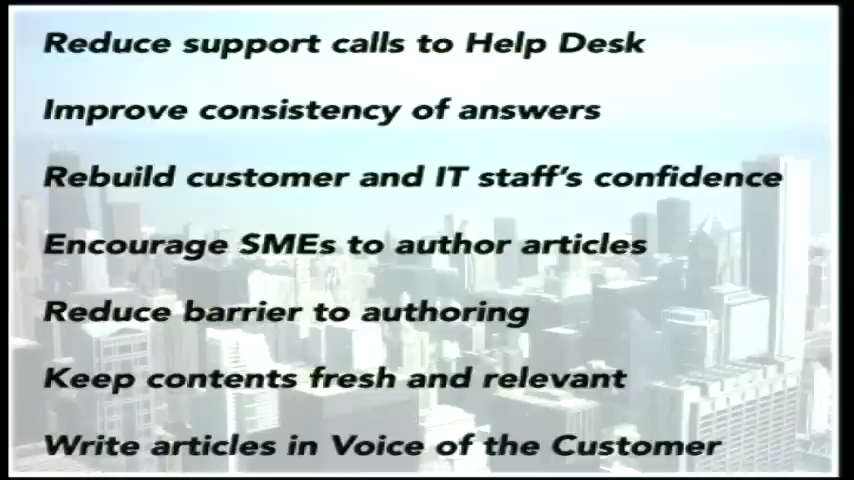 Reduce support calls to Help Desk
Improve consistency of answers
Rebuild customer and IT staff's confidence
Encourage SMEs to author articles
Reduce barrier to authoring
Keep contents fresh and relevant
Write articles in Voice of the Customer